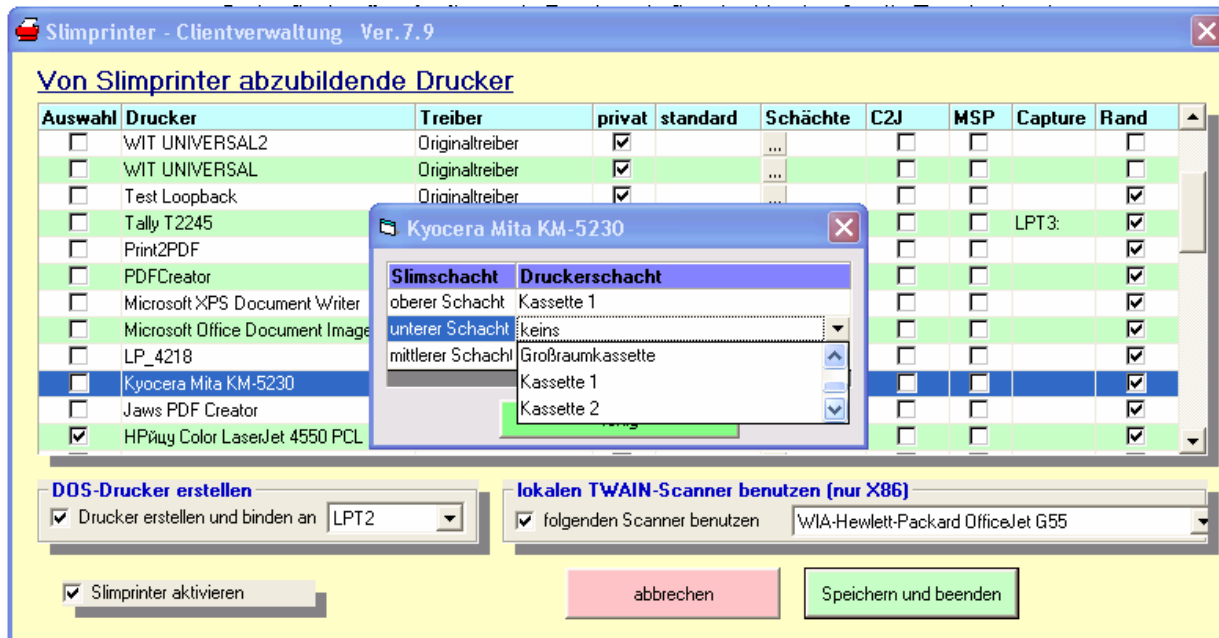 Slimprinter - Clientverwaltung Ver.7.9
Von Slimprinter abzubildende Drucker
Auswahl Drucker Treiber privat standard Schächte C2J MSP Capture Rand
WIT UNIVERSAL2 Originaltreiber ...
WIT UNIVERSAL Originaltreiber ...
Test Loopback Originaltreiber ...
Tally T2245 LPT3:
Print2PDF
PDFCreator
Microsoft XPS Document Writer
Microsoft Office Document Image
LP_4218
Kyocera Mita KM-5230
Jaws PDF Creator
HPйцу Color LaserJet 4550 PCL
Kyocera Mita KM-5230
Slimschacht Druckerschacht
oberer Schacht Kassette 1
unterer Schacht keins
mittlerer Schacht Großraumkassette
Kassette 1
Kassette 2
DOS-Drucker erstellen
Drucker erstellen und binden an LPT2
lokalen TWAIN-Scanner benutzen (nur X86)
folgenden Scanner benutzen WIA-Hewlett-Packard OfficeJet G55
Slimprinter aktivieren
abbrechen
Speichern und beenden